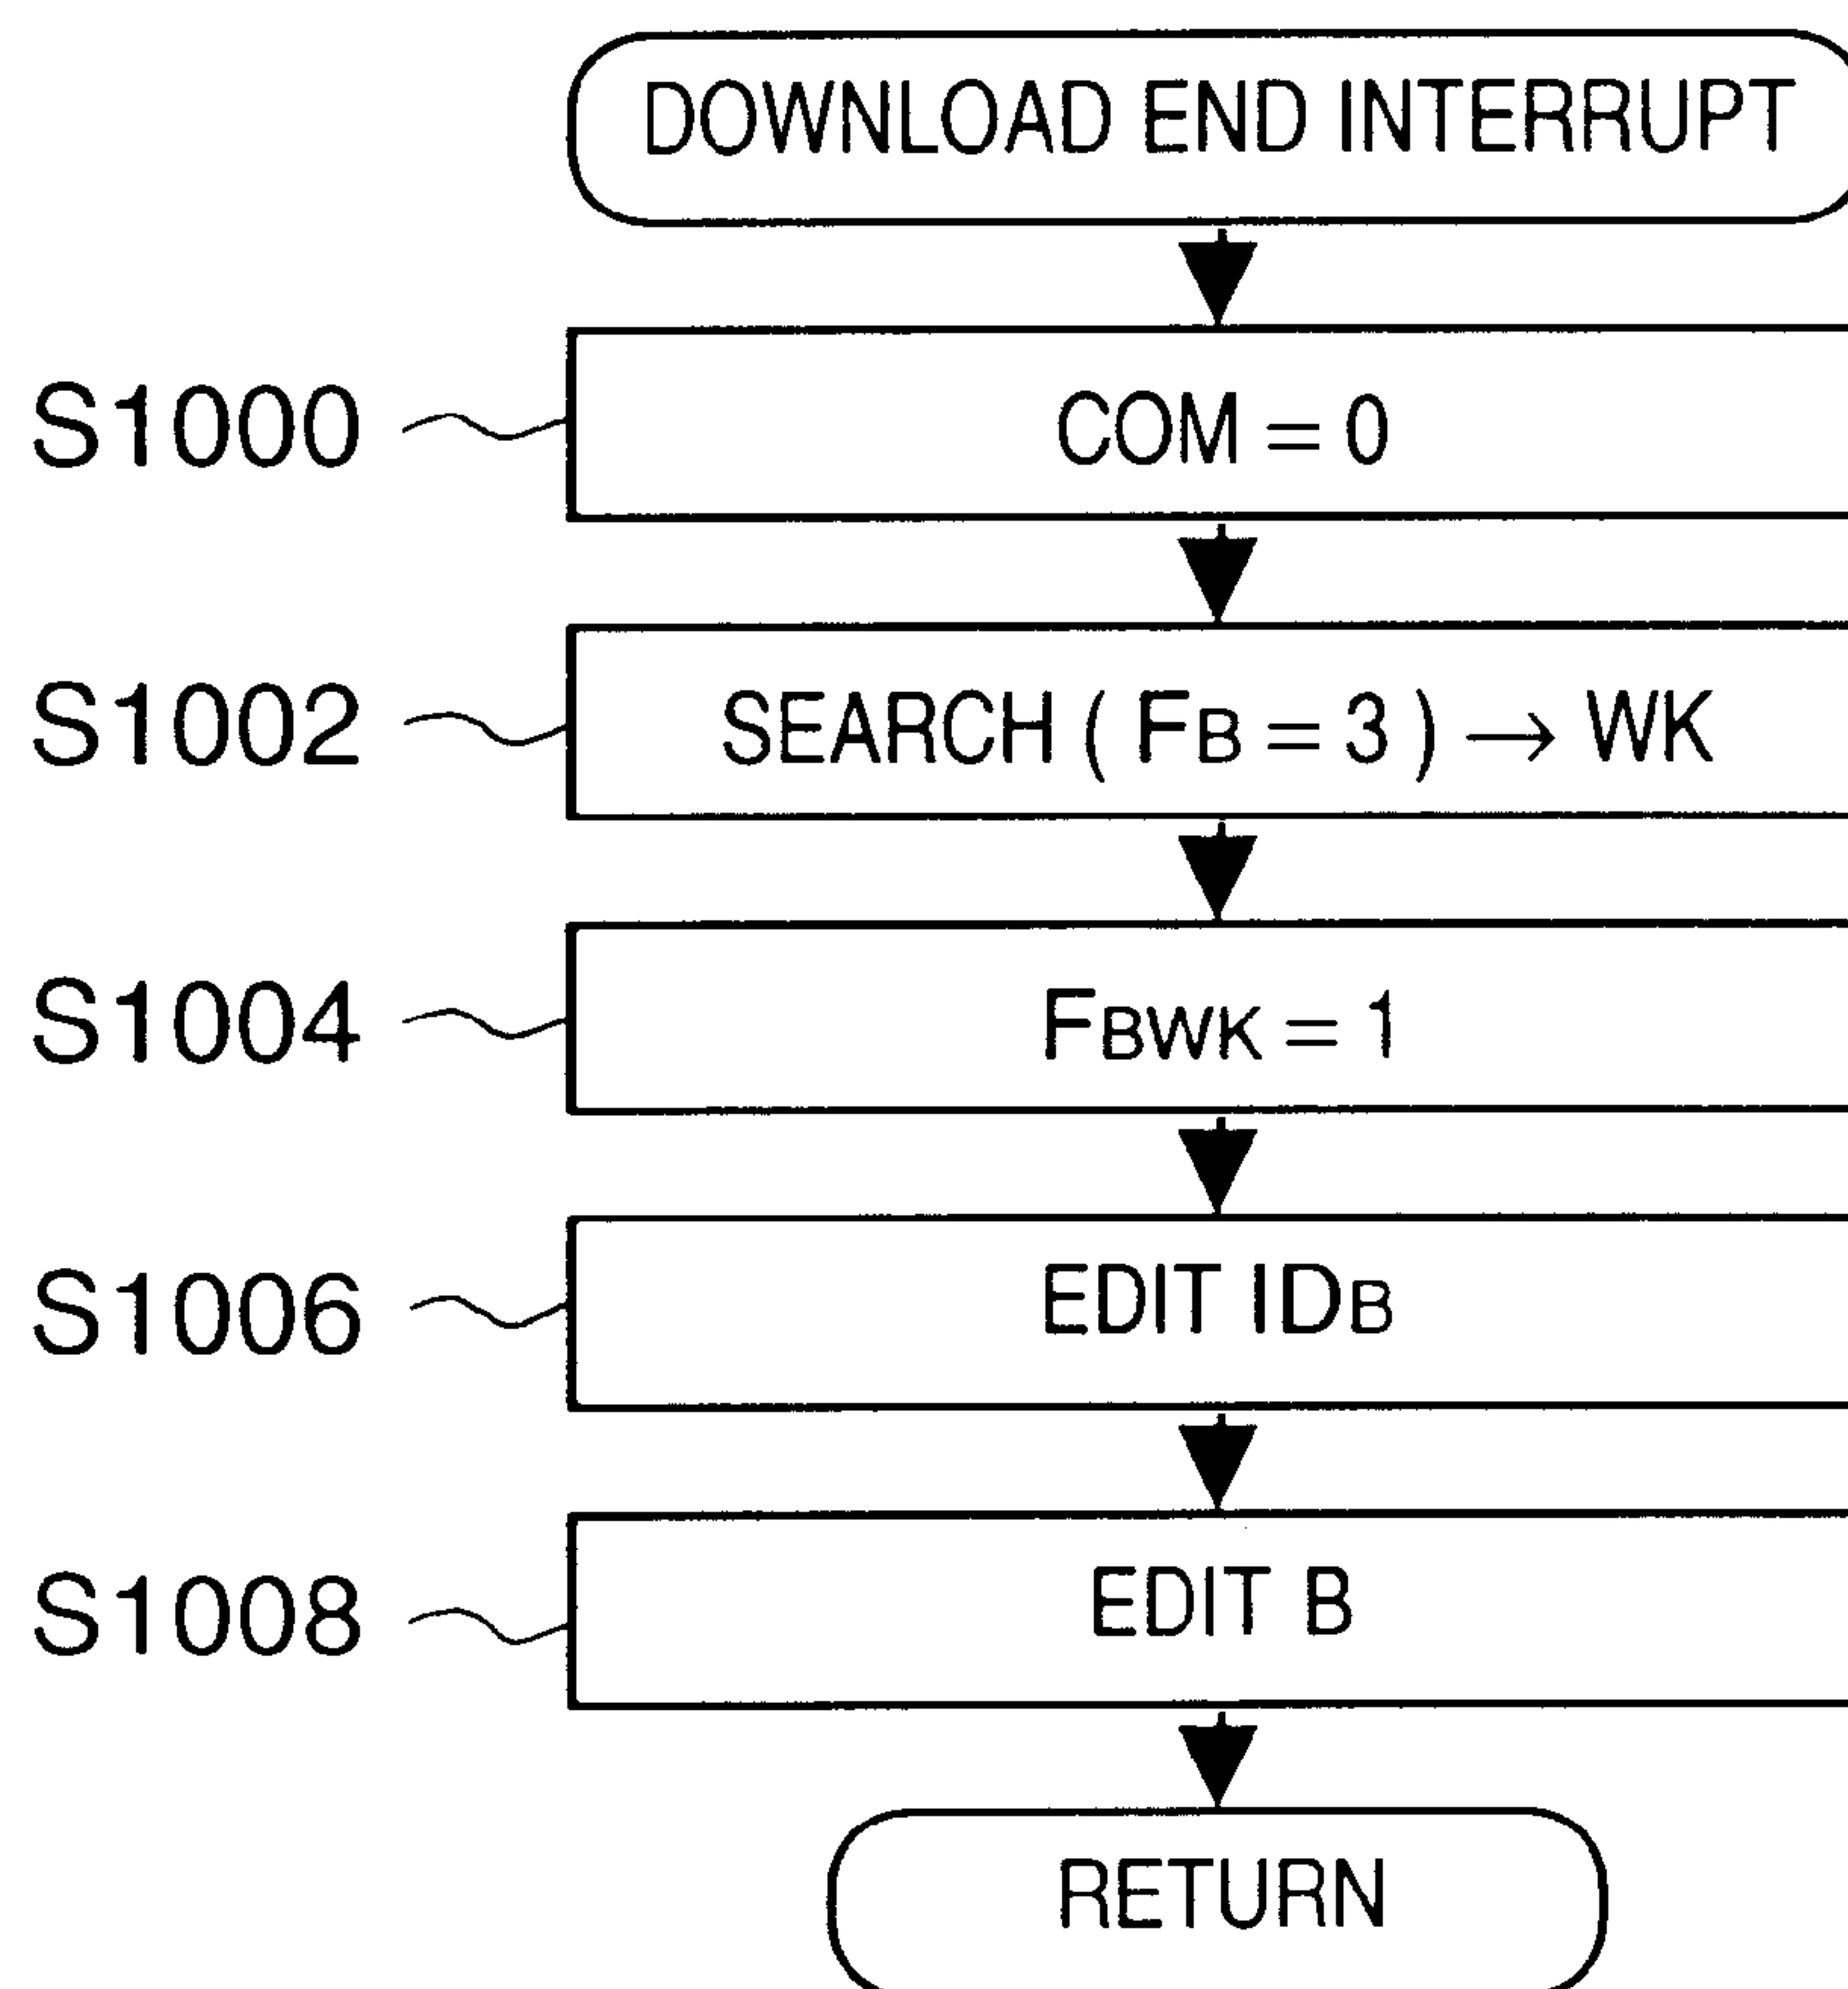 DOWNLOAD END INTERRUPT
S1000 COM = 0
S1002 SEARCH ( FB = 3 ) → WK
S1004 FBWK = 1
S1006 EDIT IDB
S1008 EDIT B
RETURN